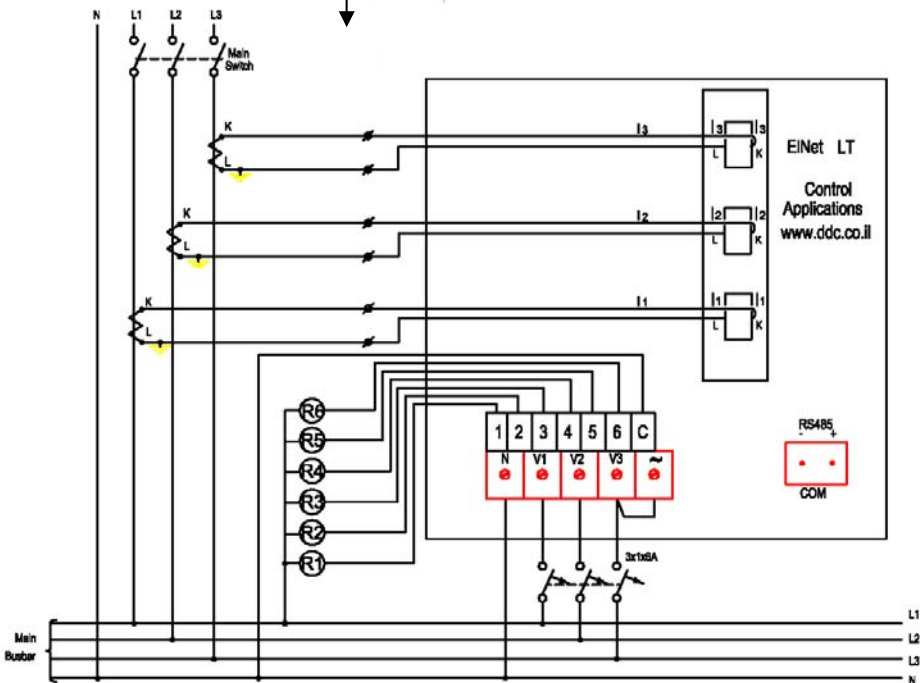 N L1 L2 L3
Main
Switch
K
L
I3
I3 I3
L K
ElNet LT
Control
Applications
www.ddc.co.il
K
L
I2
I2 I2
L K
K
L
I1
I1 I1
L K
R6
R5
R4
R3
R2
R1
1 2 3 4 5 6 C
N V1 V2 V3 ~
RS485
- +
COM
3x1x6A
Main
Busbar
L1
L2
L3
N